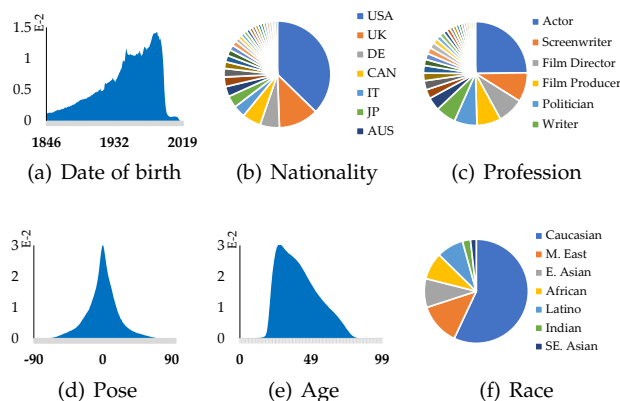 E-2
1.5
1
0.5
0
1846 1932 2019
(a) Date of birth
USA
UK
DE
CAN
IT
JP
AUS
(b) Nationality
Actor
Screenwriter
Film Director
Film Producer
Politician
Writer
(c) Profession
E-2
3
2
1
0
-90 0 90
(d) Pose
E-2
3
2
1
0
0 49 99
(e) Age
Caucasian
M. East
E. Asian
African
Latino
Indian
SE. Asian
(f) Race